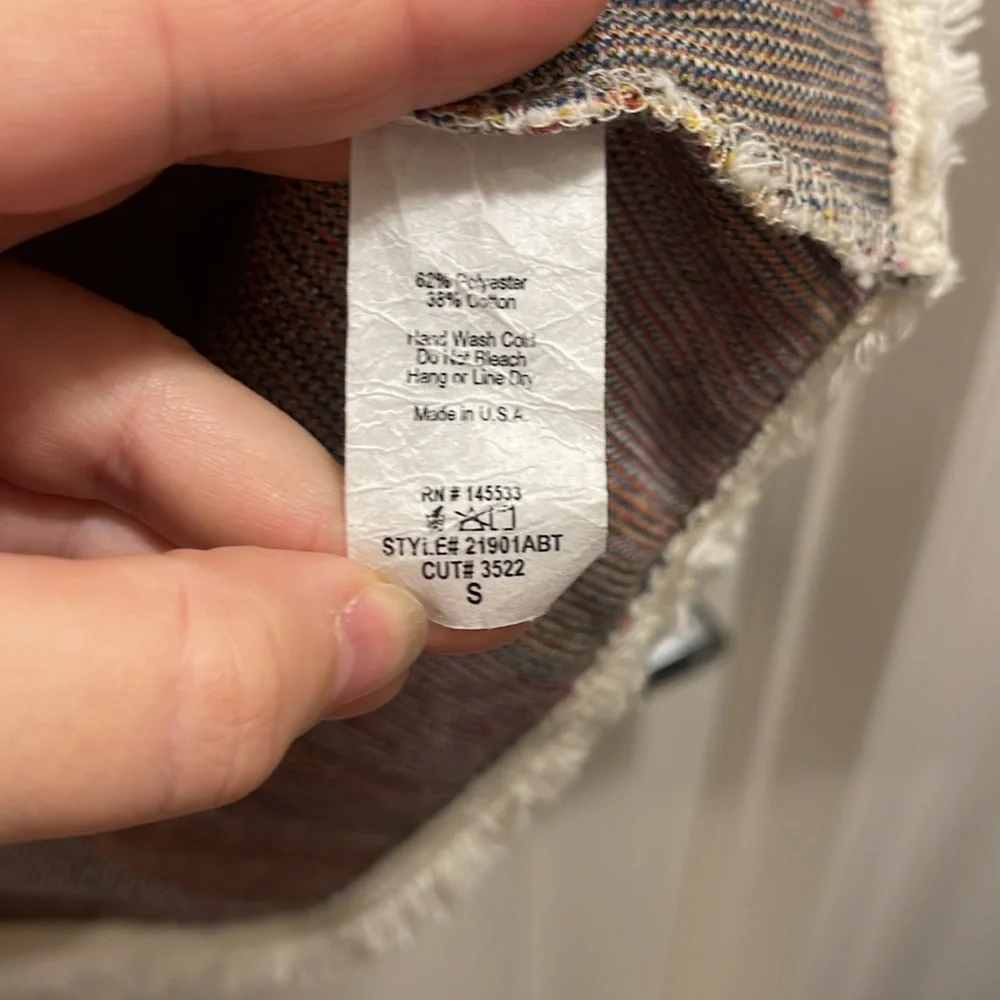 62% Polyester
38% Cotton
Hand Wash Cold
Do Not Bleach
Hang or Line Dry
Made in U.S.A.
RN # 145533
STYLE# 21901ABT
CUT# 3522
S